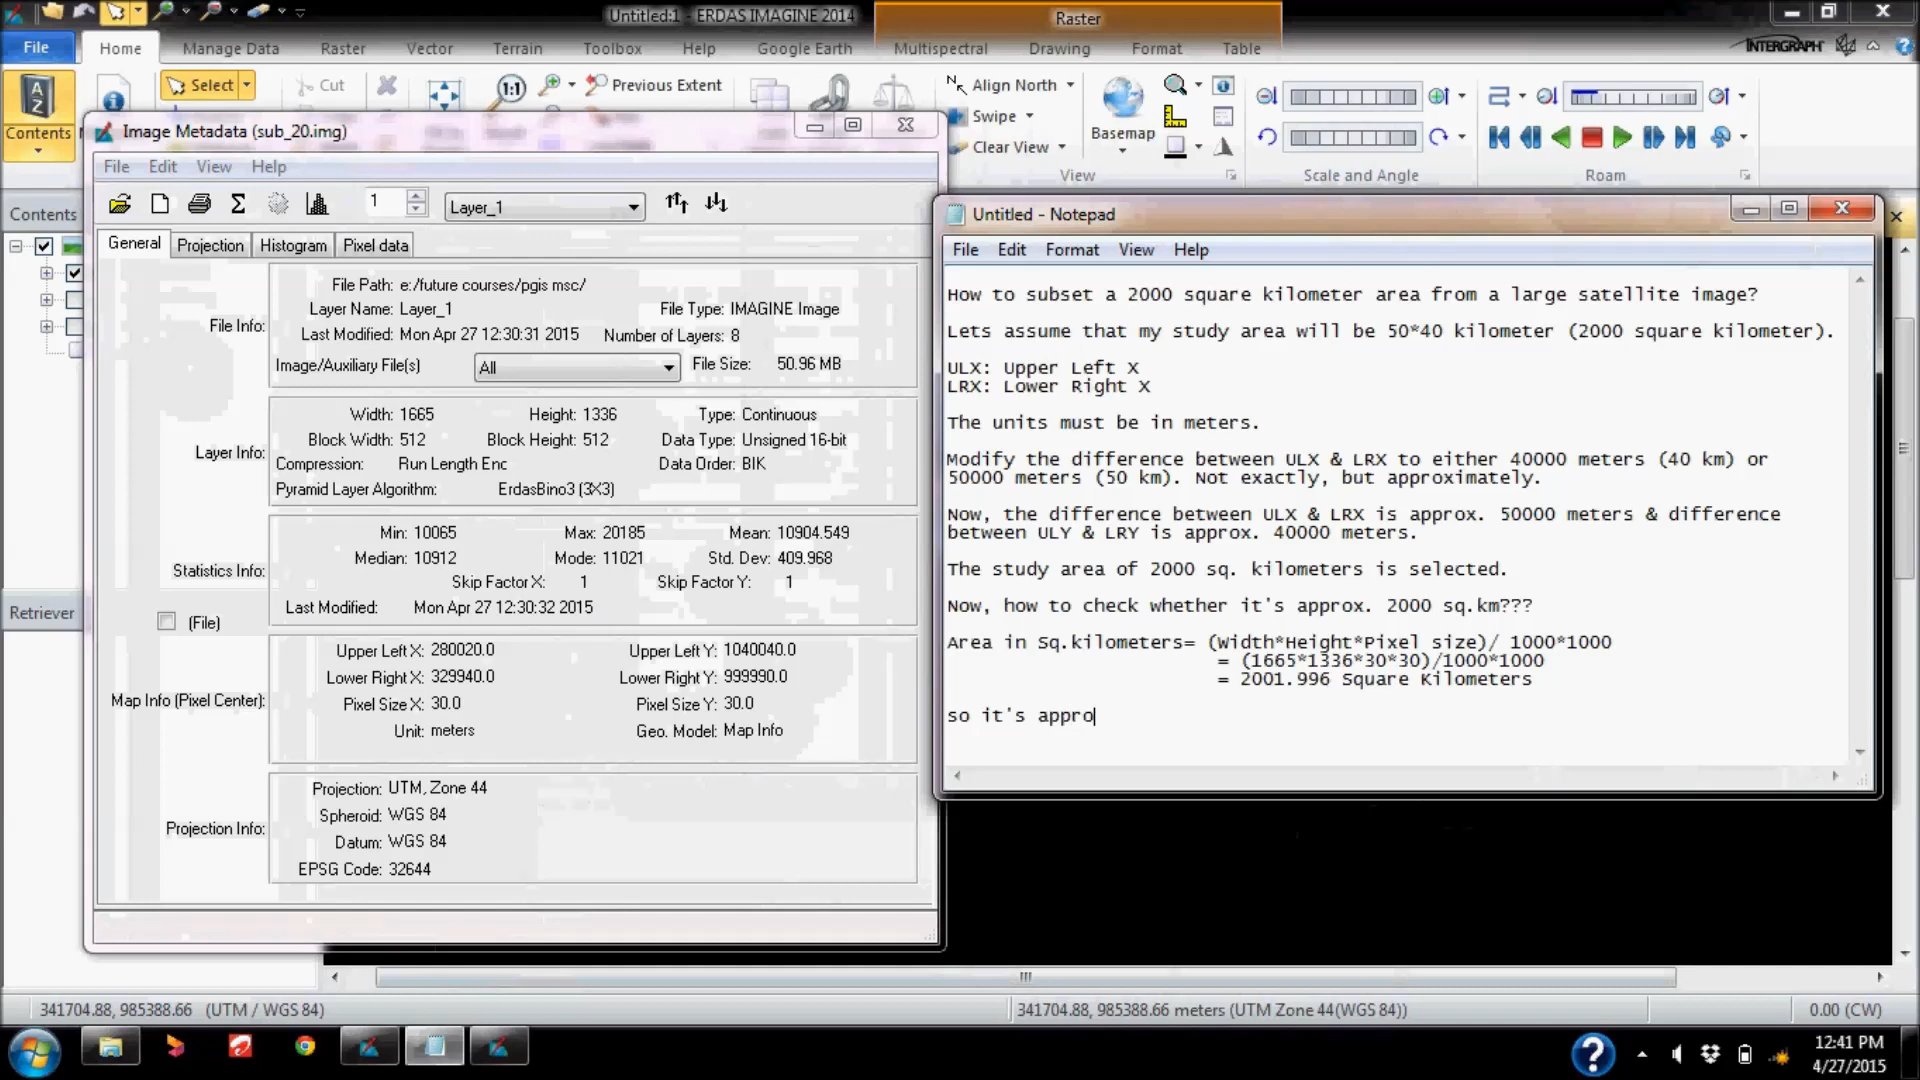 Untitled:1 - ERDAS IMAGINE 2014
Raster
File
Home
Manage Data
Raster
Vector
Terrain
Toolbox
Help
Google Earth
Multispectral
Drawing
Format
Table
INTERGRAPH
A
Z
Contents
Select
Cut
1:1
Previous Extent
Align North
Swipe
Clear View
Basemap
View
Scale and Angle
Roam
Image Metadata (sub_20.img)
File Edit View Help
1
Layer_1
General
Projection
Histogram
Pixel data
File Info:
File Path: e:/future courses/pgis msc/
Layer Name: Layer_1
File Type: IMAGINE Image
Last Modified: Mon Apr 27 12:30:31 2015
Number of Layers: 8
Image/Auxiliary File(s)
All
File Size: 50.96 MB
Layer Info:
Width: 1665
Height: 1336
Type: Continuous
Block Width: 512
Block Height: 512
Data Type: Unsigned 16-bit
Compression: Run Length Enc
Data Order: BIK
Pyramid Layer Algorithm: ErdasBino3 (3X3)
Statistics Info:
Min: 10065
Max: 20185
Mean: 10904.549
Median: 10912
Mode: 11021
Std. Dev: 409.968
Skip Factor X: 1
Skip Factor Y: 1
Last Modified: Mon Apr 27 12:30:32 2015
(File)
Map Info (Pixel Center):
Upper Left X: 280020.0
Upper Left Y: 1040040.0
Lower Right X: 329940.0
Lower Right Y: 999990.0
Pixel Size X: 30.0
Pixel Size Y: 30.0
Unit: meters
Geo. Model: Map Info
Projection Info:
Projection: UTM, Zone 44
Spheroid: WGS 84
Datum: WGS 84
EPSG Code: 32644
Contents
Retriever
Untitled - Notepad
File Edit Format View Help
How to subset a 2000 square kilometer area from a large satellite image?
Lets assume that my study area will be 50*40 kilometer (2000 square kilometer).
ULX: Upper Left X
LRX: Lower Right X
The units must be in meters.
Modify the difference between ULX & LRX to either 40000 meters (40 km) or
50000 meters (50 km). Not exactly, but approximately.
Now, the difference between ULX & LRX is approx. 50000 meters & difference
between ULY & LRY is approx. 40000 meters.
The study area of 2000 sq. kilometers is selected.
Now, how to check whether it's approx. 2000 sq.km???
Area in Sq.kilometers= (Width*Height*Pixel size)/ 1000*1000
= (1665*1336*30*30)/1000*1000
= 2001.996 Square Kilometers
so it's appro
341704.88, 985388.66 (UTM / WGS 84)
341704.88, 985388.66 meters (UTM Zone 44(WGS 84))
0.00 (CW)
12:41 PM
4/27/2015